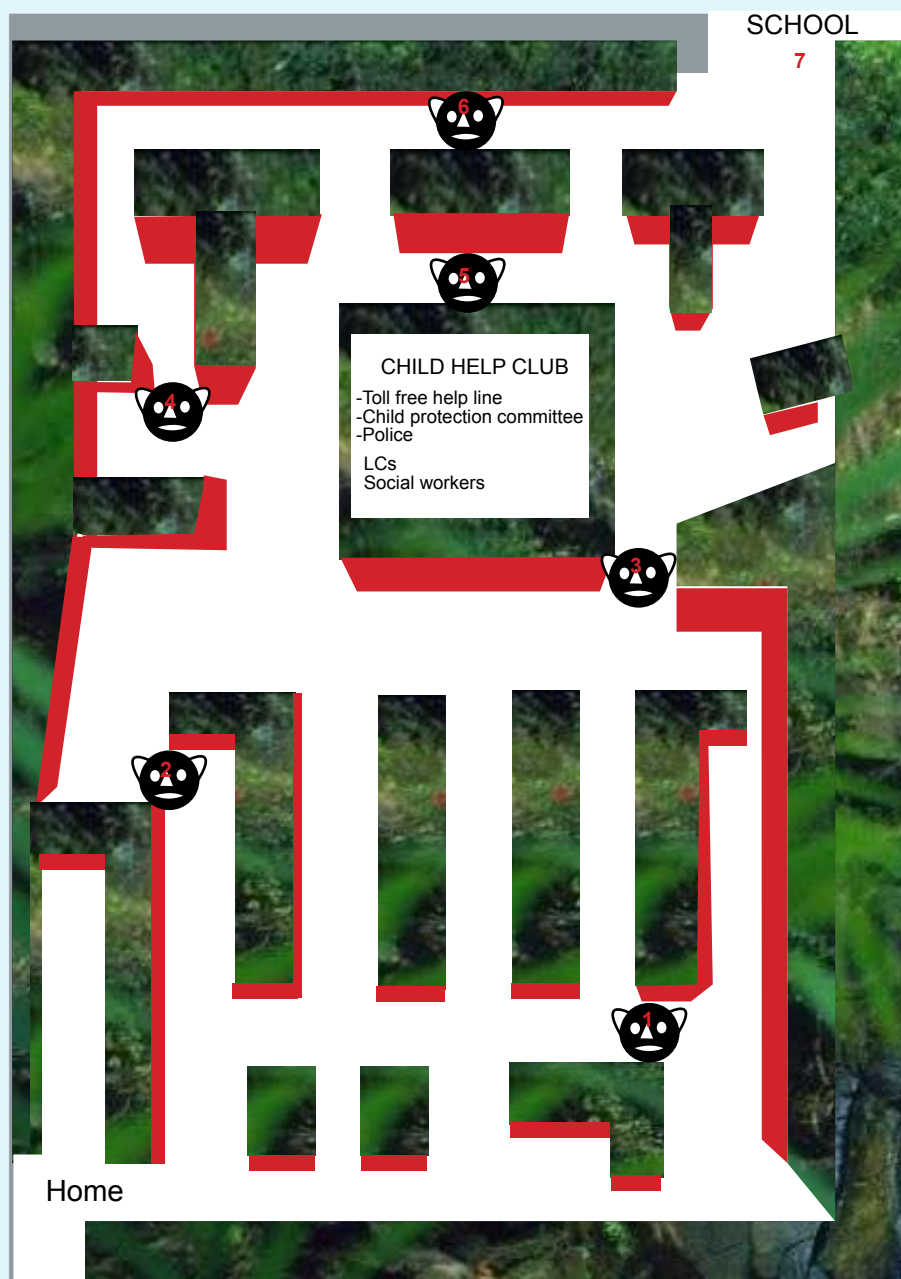 SCHOOL
7
6
5
CHILD HELP CLUB
-Toll free help line
-Child protection committee
-Police
LCs
Social workers
4
3
2
1
Home